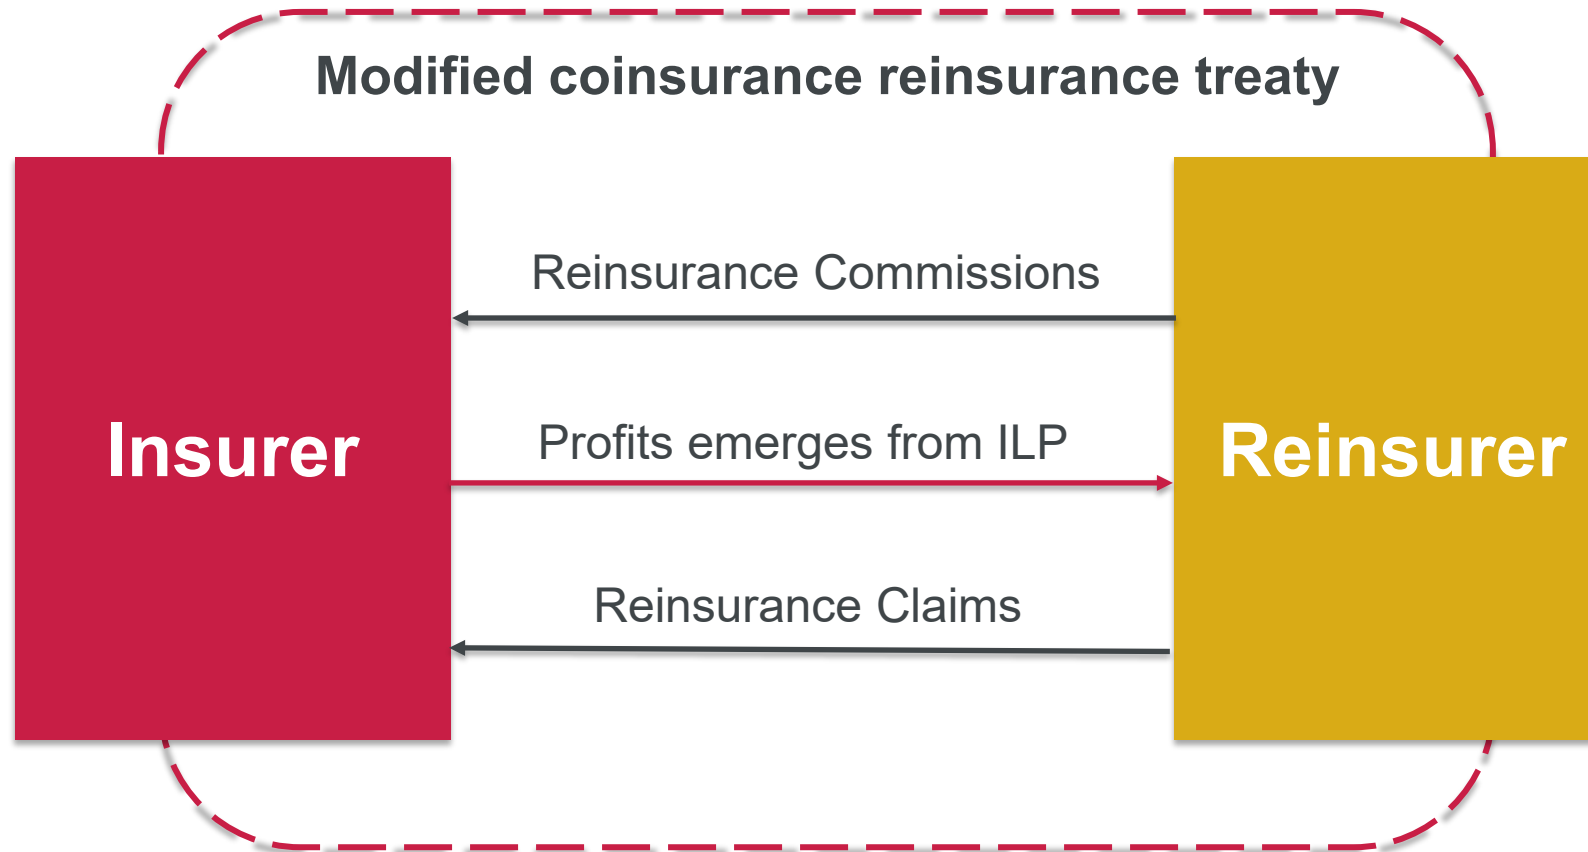 Modified coinsurance reinsurance treaty
Reinsurance Commissions
Insurer
Profits emerges from ILP
Reinsurer
Reinsurance Claims